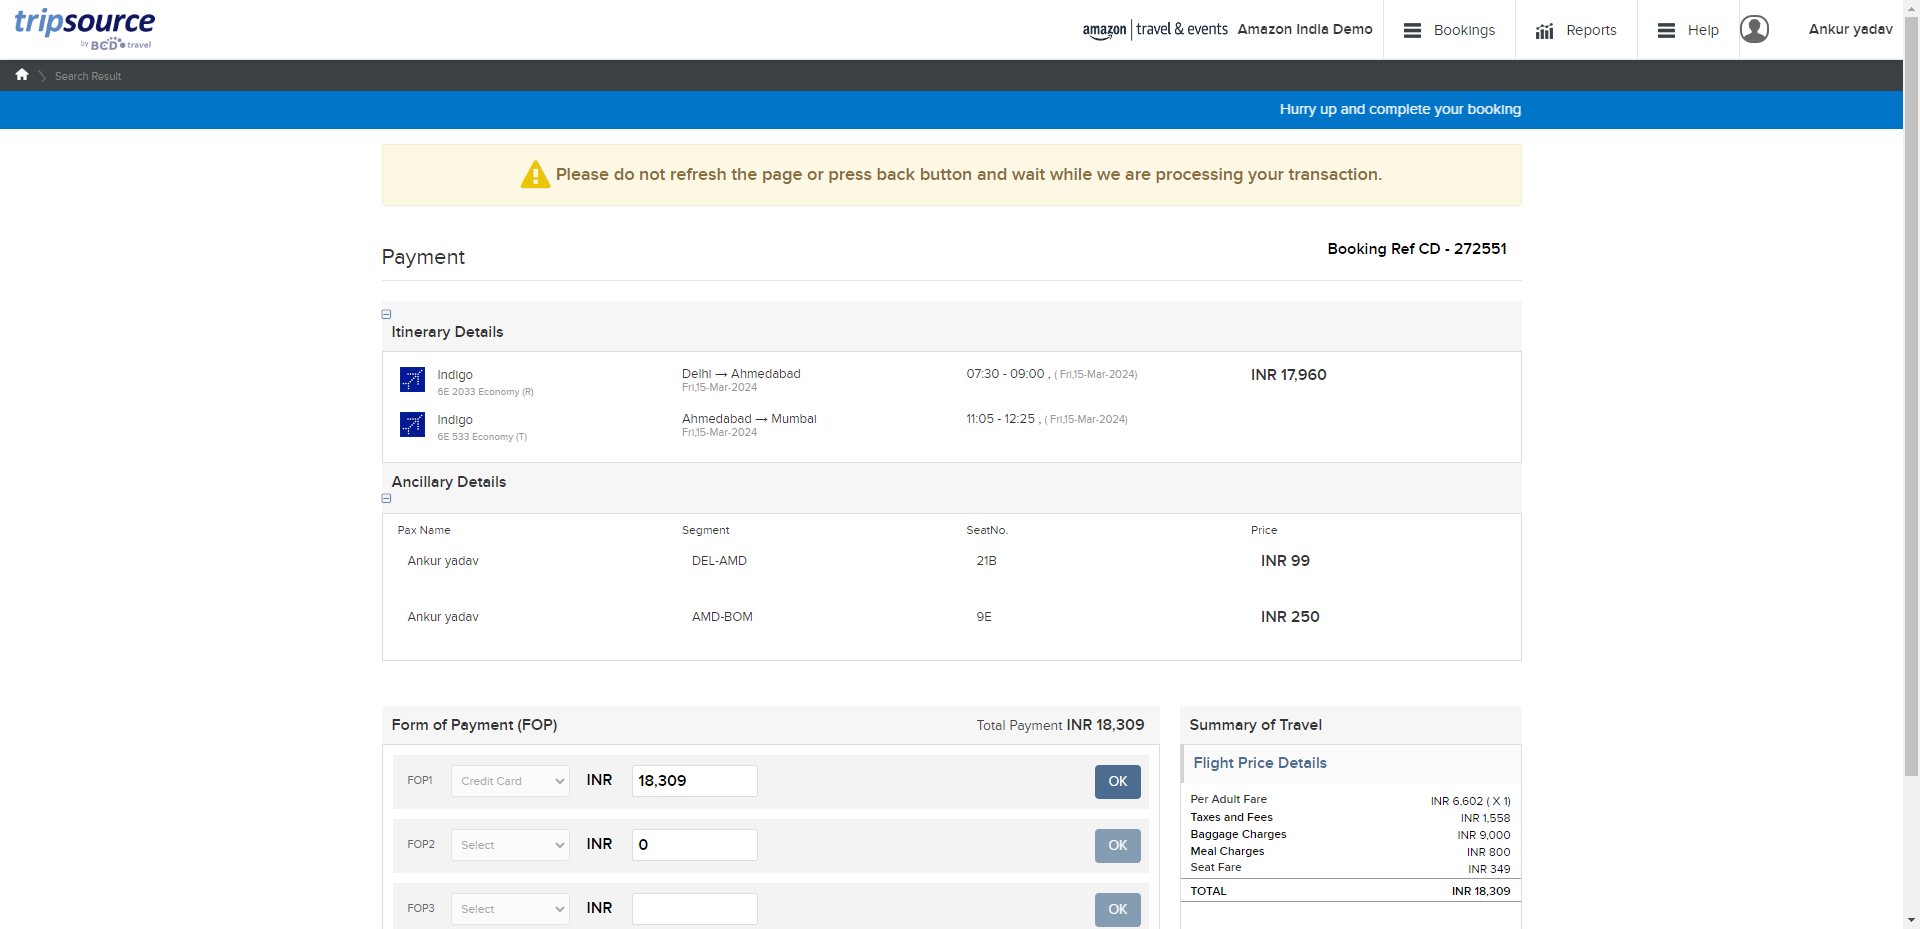 tripsource
by BCD travel
amazon | travel & events Amazon India Demo
Bookings
Reports
Help
Ankur yadav
Search Result
Hurry up and complete your booking
Please do not refresh the page or press back button and wait while we are processing your transaction.
Payment
Booking Ref CD - 272551
Itinerary Details
Indigo Delhi → Ahmedabad 07:30 - 09:00 , ( Fri,15-Mar-2024) INR 17,960
6E 2033 Economy (R) Fri,15-Mar-2024
Indigo Ahmedabad → Mumbai 11:05 - 12:25 , ( Fri,15-Mar-2024)
6E 533 Economy (T) Fri,15-Mar-2024
Ancillary Details
Pax Name Segment SeatNo. Price
Ankur yadav DEL-AMD 21B INR 99
Ankur yadav AMD-BOM 9E INR 250
Form of Payment (FOP) Total Payment INR 18,309
FOP1 Credit Card INR 18,309 OK
FOP2 Select INR 0 OK
FOP3 Select INR OK
Summary of Travel
Flight Price Details
Per Adult Fare INR 6,602 ( X 1)
Taxes and Fees INR 1,558
Baggage Charges INR 9,000
Meal Charges INR 800
Seat Fare INR 349
TOTAL INR 18,309